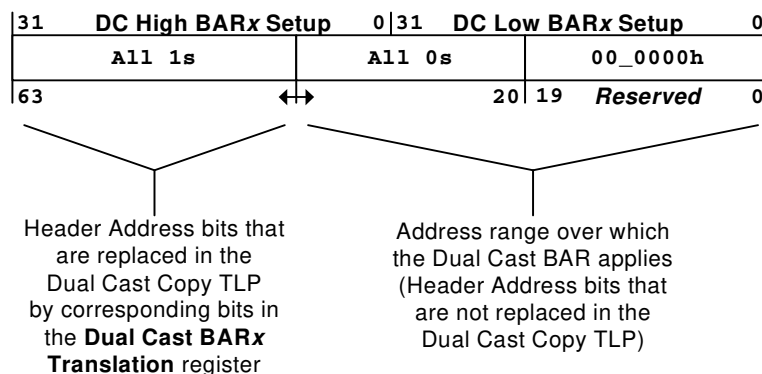 31 DC High BARx Setup 0 31 DC Low BARx Setup 0
All 1s All 0s 00_0000h
63 20 19 Reserved 0
Header Address bits that
are replaced in the
Dual Cast Copy TLP
by corresponding bits in
the Dual Cast BARx
Translation register
Address range over which
the Dual Cast BAR applies
(Header Address bits that
are not replaced in the
Dual Cast Copy TLP)